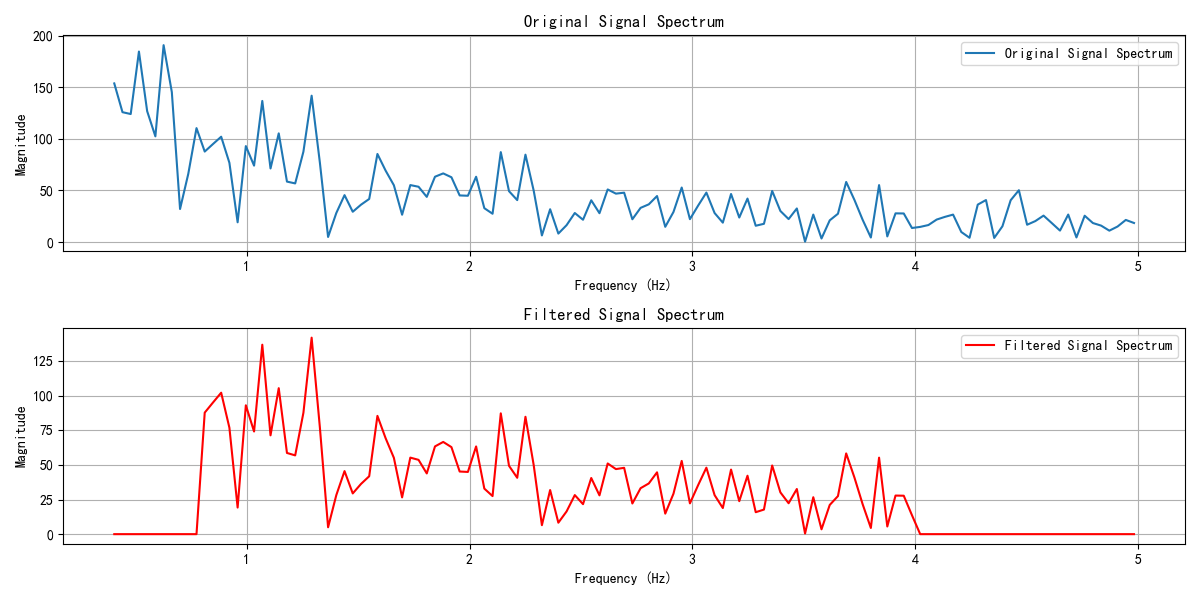 Original Signal Spectrum
200
150
100
50
0
Magnitude
Original Signal Spectrum
1 2 3 4 5
Frequency (Hz)
Filtered Signal Spectrum
125
100
75
50
25
0
Magnitude
Filtered Signal Spectrum
1 2 3 4 5
Frequency (Hz)